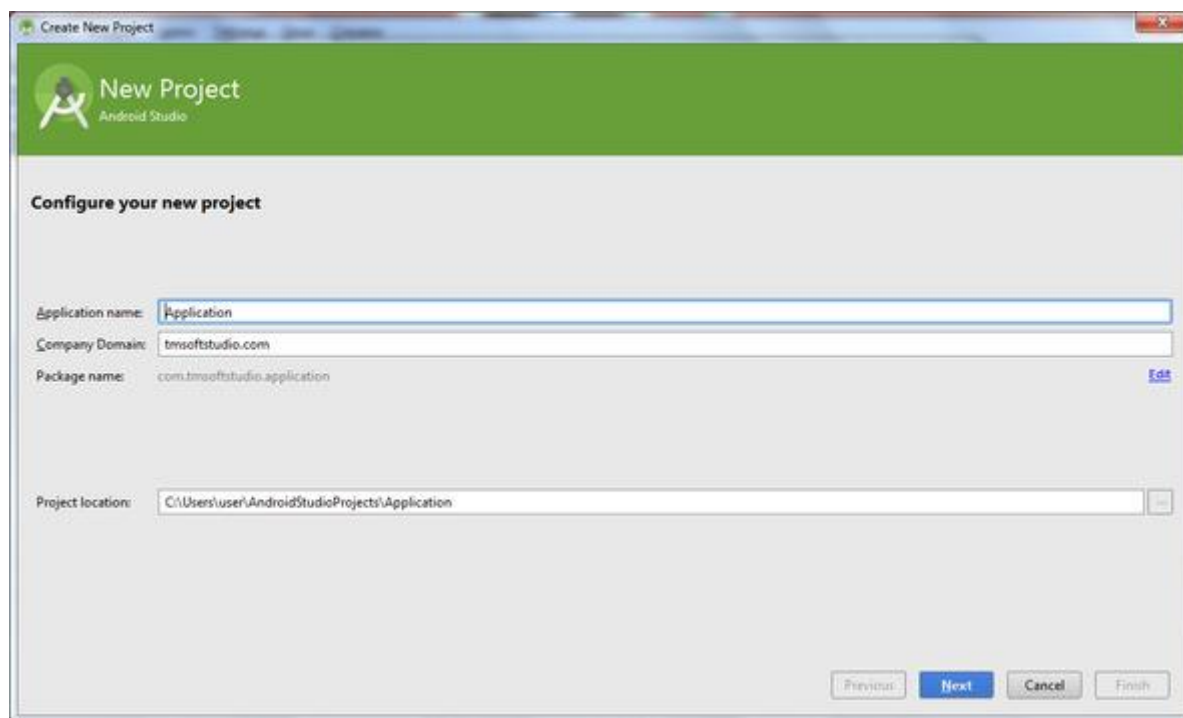 Create New Project
New Project
Android Studio
Configure your new project
Application name: Application
Company Domain: tmsoftstudio.com
Package name: com.tmsoftstudio.application Edit
Project location: C:\Users\user\AndroidStudioProjects\Application ...
Previous Next Cancel Finish